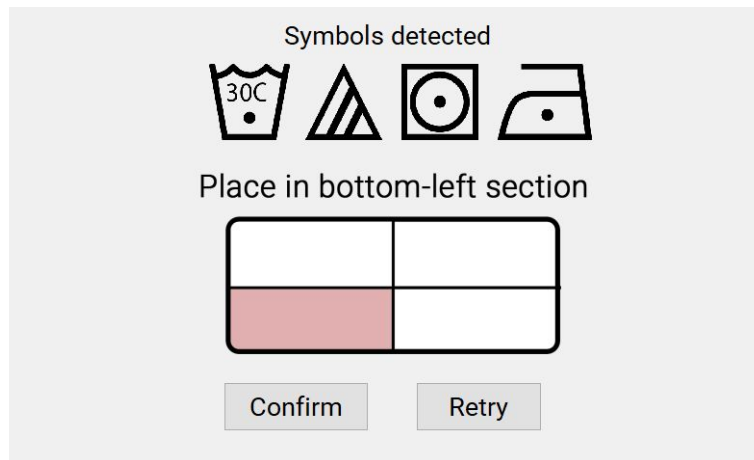 Symbols detected
30C
Place in bottom-left section
Confirm Retry